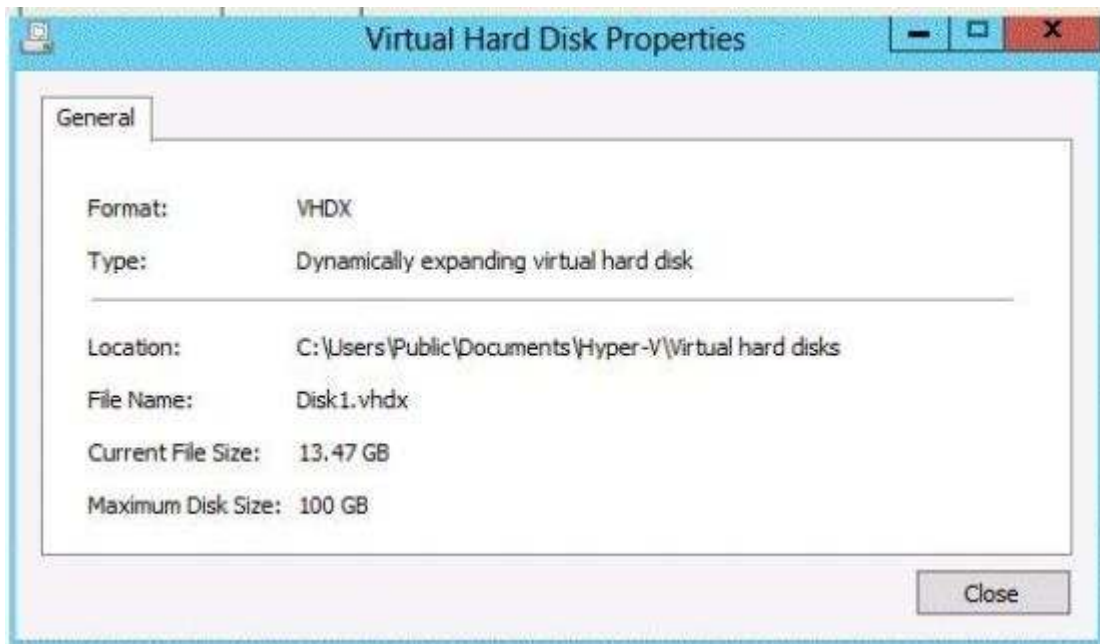 Virtual Hard Disk Properties
General
Format: VHDX
Type: Dynamically expanding virtual hard disk
Location: C:\Users\Public\Documents\Hyper-V\Virtual hard disks
File Name: Disk1.vhdx
Current File Size: 13.47 GB
Maximum Disk Size: 100 GB
Close